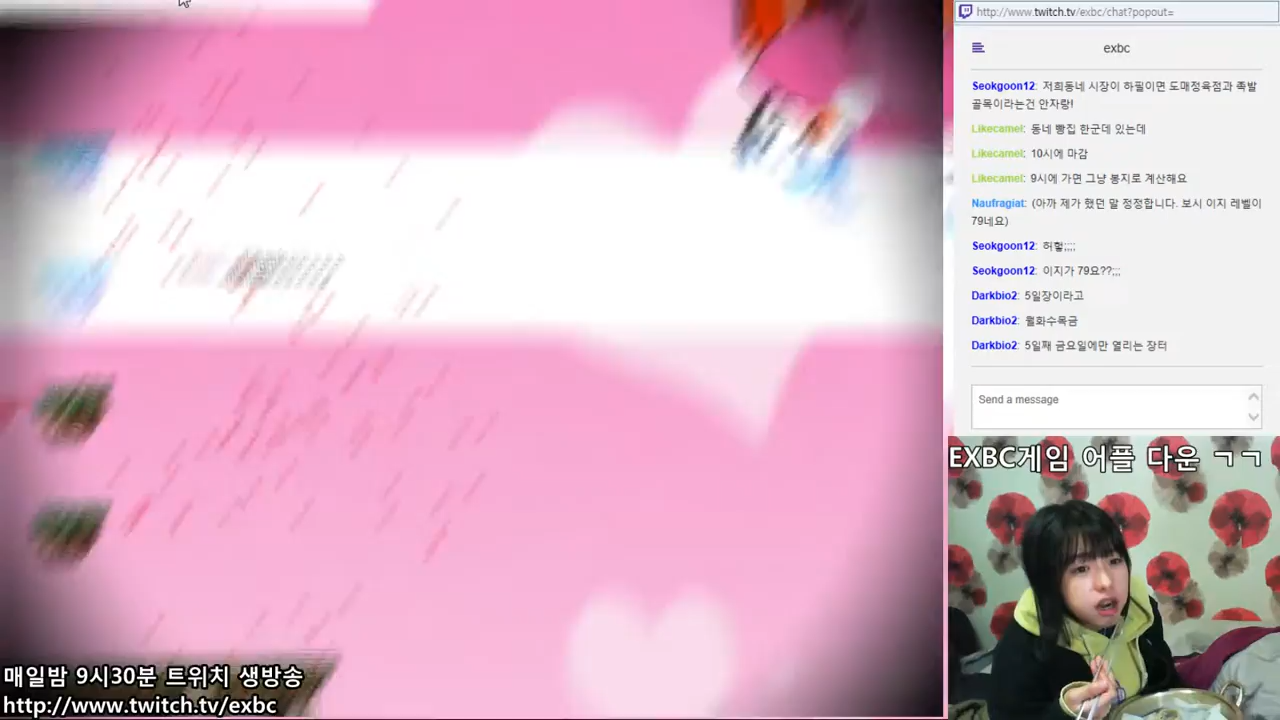 http://www.twitch.tv/exbc/chat?popout=
exbc
Seokgoon12: 저희동네 시장이 하필이면 도매정육점과 족발
골목이라는건 안자랑!
Likecamel: 동네 빵집 한군데 있는데
Likecamel: 10시에 마감
Likecamel: 9시에 가면 그냥 봉지로 계산해요
Naufragiat: (아까 제가 했던 말 정정합니다. 보시 이지 레벨이
79네요)
Seokgoon12: 허헣;;;;
Seokgoon12: 이지가 79요??;;;
Darkbio2: 5일장이라고
Darkbio2: 월화수목금
Darkbio2: 5일째 금요일에만 열리는 장터
Send a message
EXBC게임 어플 다운 ㄱㄱ
매일밤 9시30분 트위치 생방송
http://www.twitch.tv/exbc